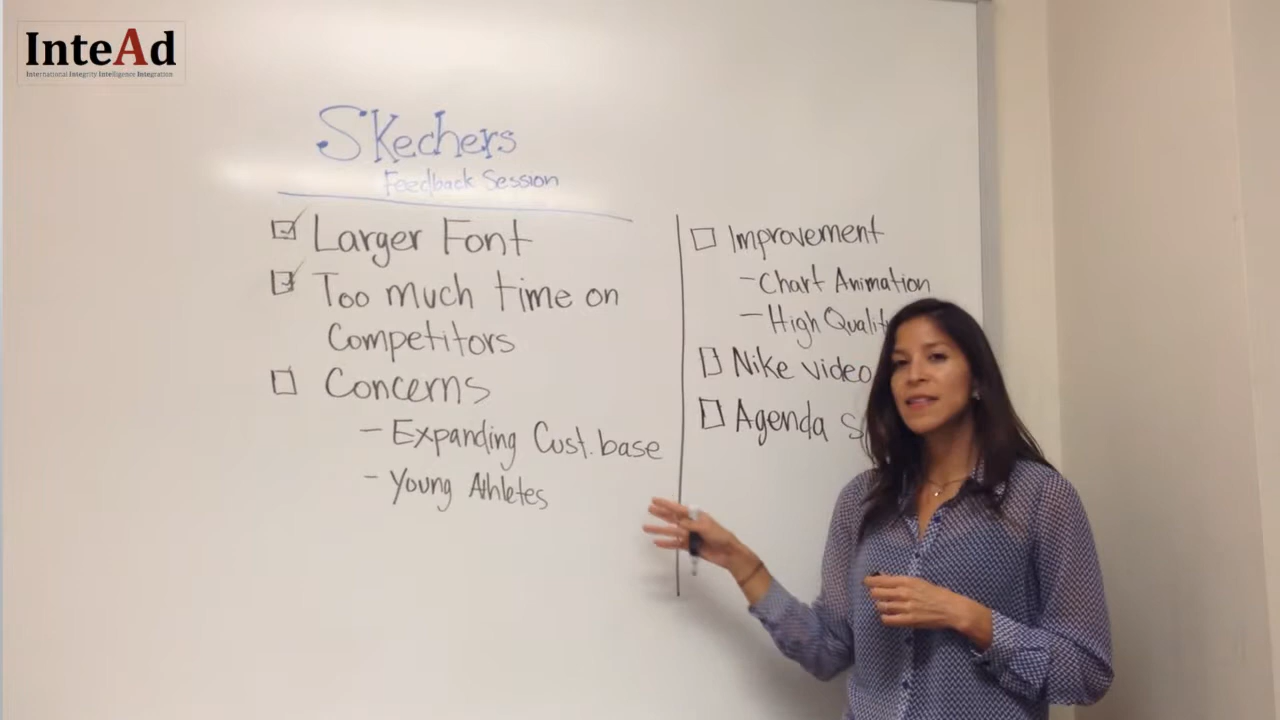 InteAd
International Integrity Intelligence Integration
Skechers
Feedback Session
Larger Font
Too much time on
Competitors
Concerns
- Expanding Cust. base
- Young Athletes
Improvement
- Chart Animation
- High Quality
Nike video
Agenda